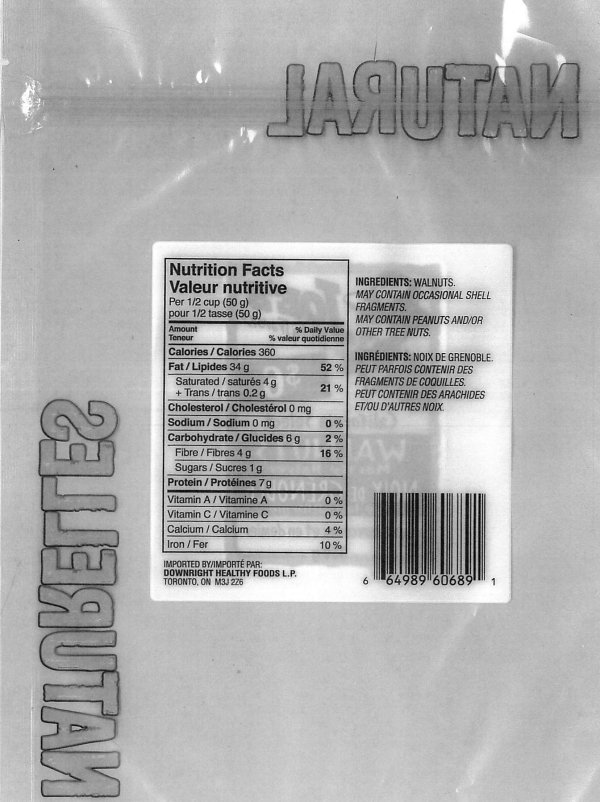 NATURAL
Nutrition Facts
Valeur nutritive
Per 1/2 cup (50 g)
pour 1/2 tasse (50 g)
Amount % Daily Value
Teneur % valeur quotidienne
Calories / Calories 360
Fat / Lipides 34 g 52 %
Saturated / saturés 4 g
+ Trans / trans 0.2 g 21 %
Cholesterol / Cholestérol 0 mg
Sodium / Sodium 0 mg 0 %
Carbohydrate / Glucides 6 g 2 %
Fibre / Fibres 4 g 16 %
Sugars / Sucres 1 g
Protein / Protéines 7 g
Vitamin A / Vitamine A 0 %
Vitamin C / Vitamine C 0 %
Calcium / Calcium 4 %
Iron / Fer 10 %
IMPORTED BY/IMPORTÉ PAR:
DOWNRIGHT HEALTHY FOODS L.P.
TORONTO, ON M3J 2Z6
INGREDIENTS: WALNUTS.
MAY CONTAIN OCCASIONAL SHELL
FRAGMENTS.
MAY CONTAIN PEANUTS AND/OR
OTHER TREE NUTS.
INGRÉDIENTS: NOIX DE GRENOBLE.
PEUT PARFOIS CONTENIR DES
FRAGMENTS DE COQUILLES.
PEUT CONTENIR DES ARACHIDES
ET/OU D'AUTRES NOIX.
6 64989 60689 1
NATURELLES